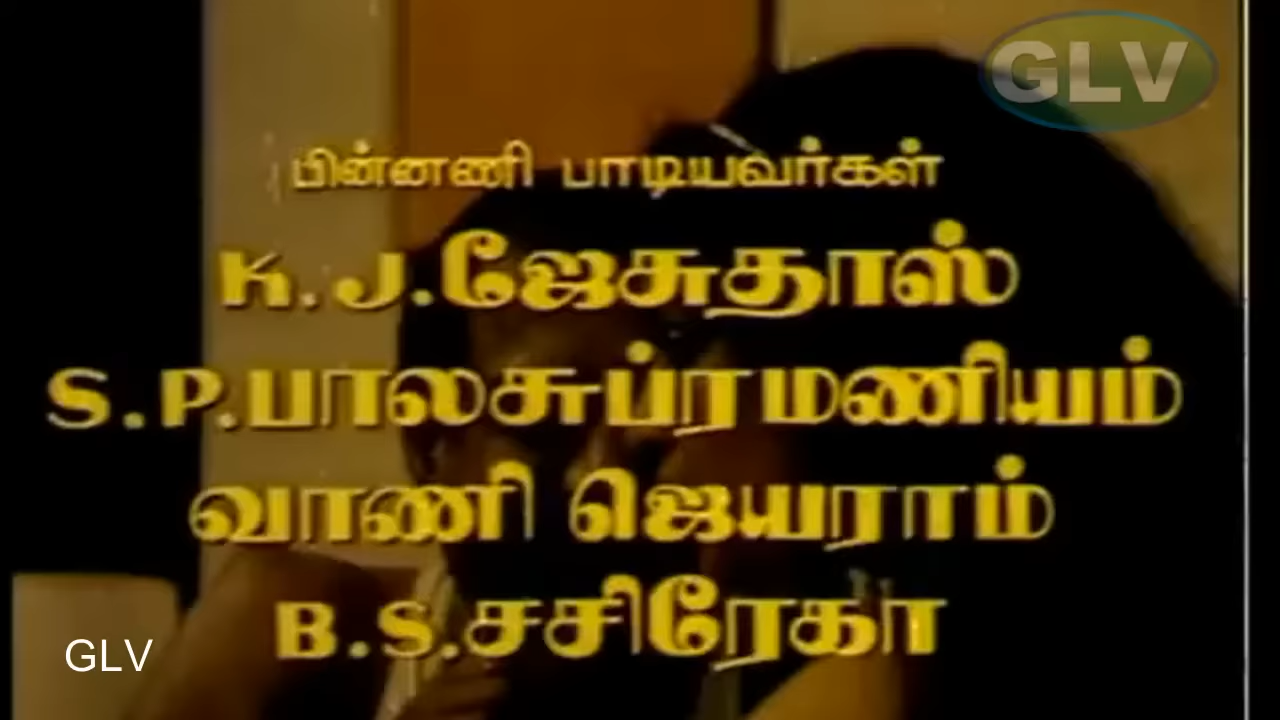 GLV
பின்னணி பாடியவர்கள்
K.J.ஜேசுதாஸ்
S.P.பாலசுப்ரமணியம்
வாணி ஜெயராம்
B.S.சசிரேகா
GLV